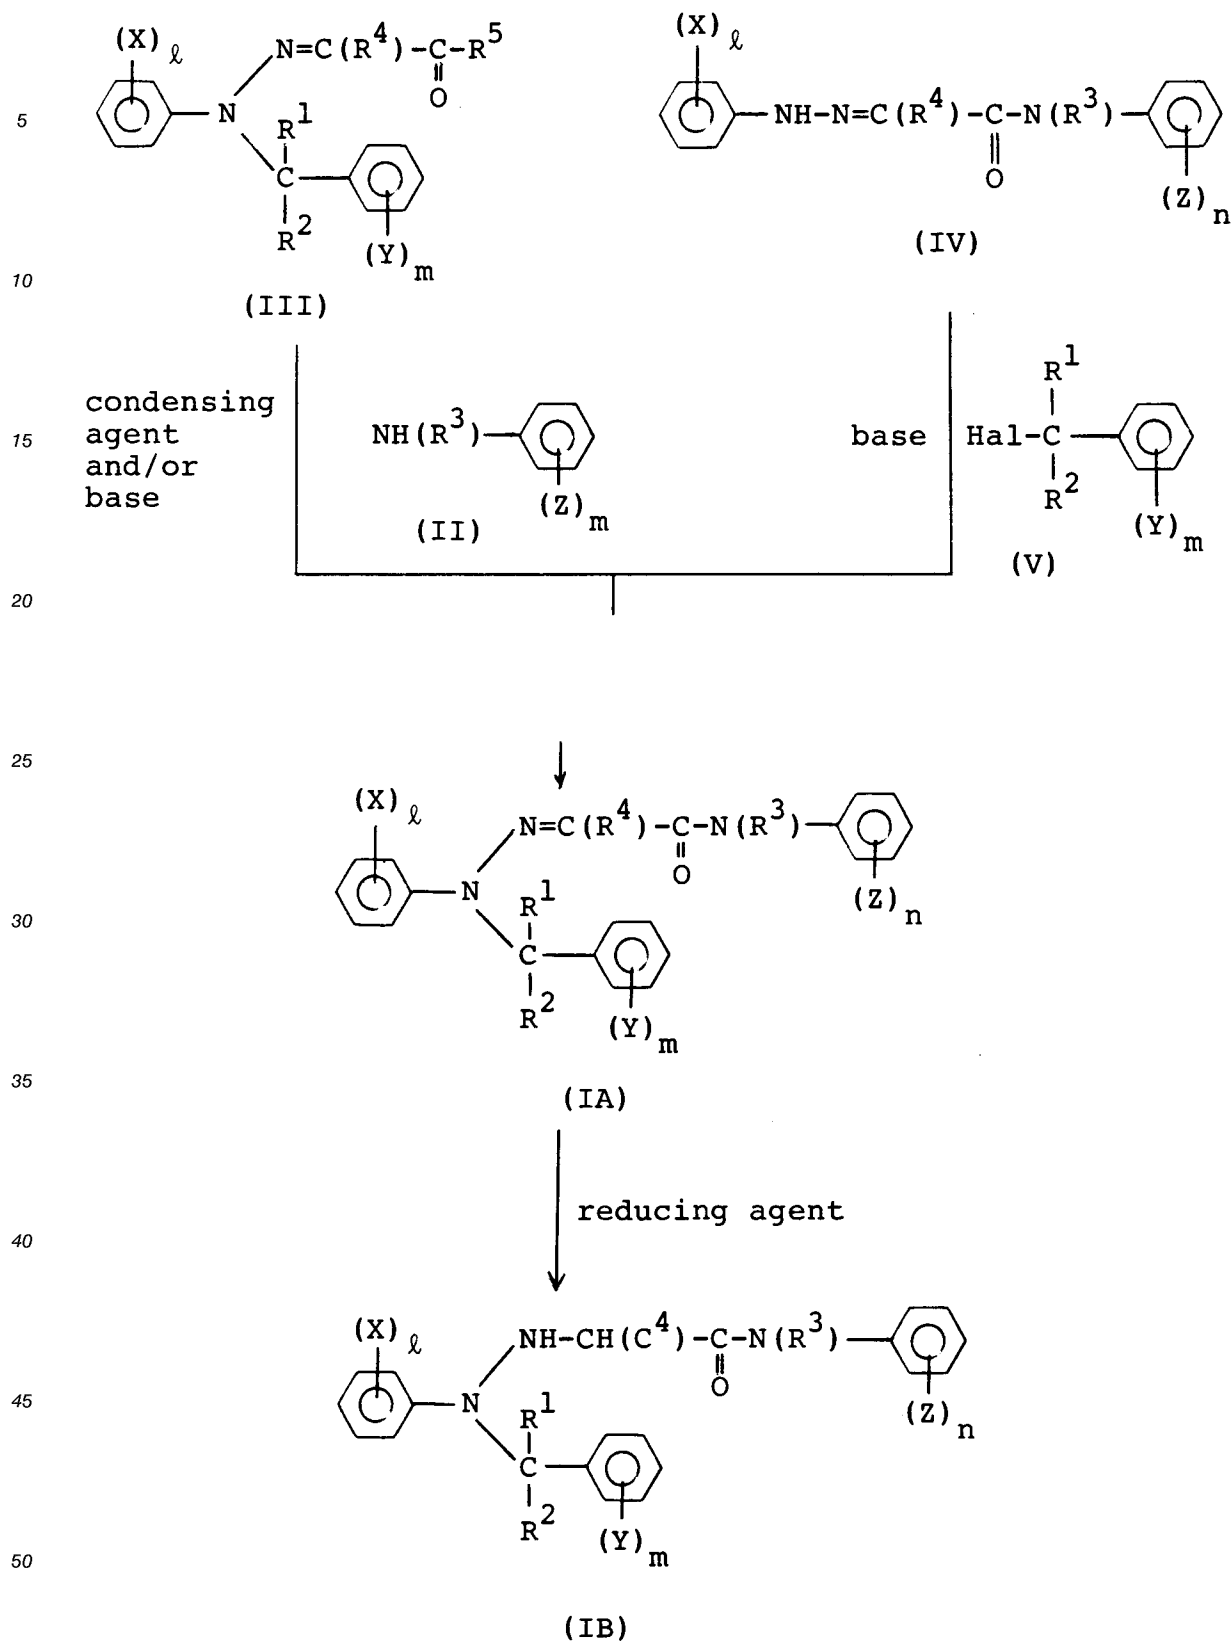 (X)ℓ N=C(R4)-C-R5
O
5 N R1
C
R2 (Y)m
10 (III)
(X)ℓ
NH-N=C(R4)-C-N(R3)
O (Z)n
(IV)
condensing
agent
and/or
base
15 NH(R3)
(Z)m
(II)
base Hal-C
R1
R2
(Y)m
(V)
20
25
(X)ℓ N=C(R4)-C-N(R3)
O (Z)n
N
30 R1
C
R2 (Y)m
35 (IA)
reducing agent
40
(X)ℓ NH-CH(C4)-C-N(R3)
O (Z)n
45 N R1
C
R2 (Y)m
50
(IB)